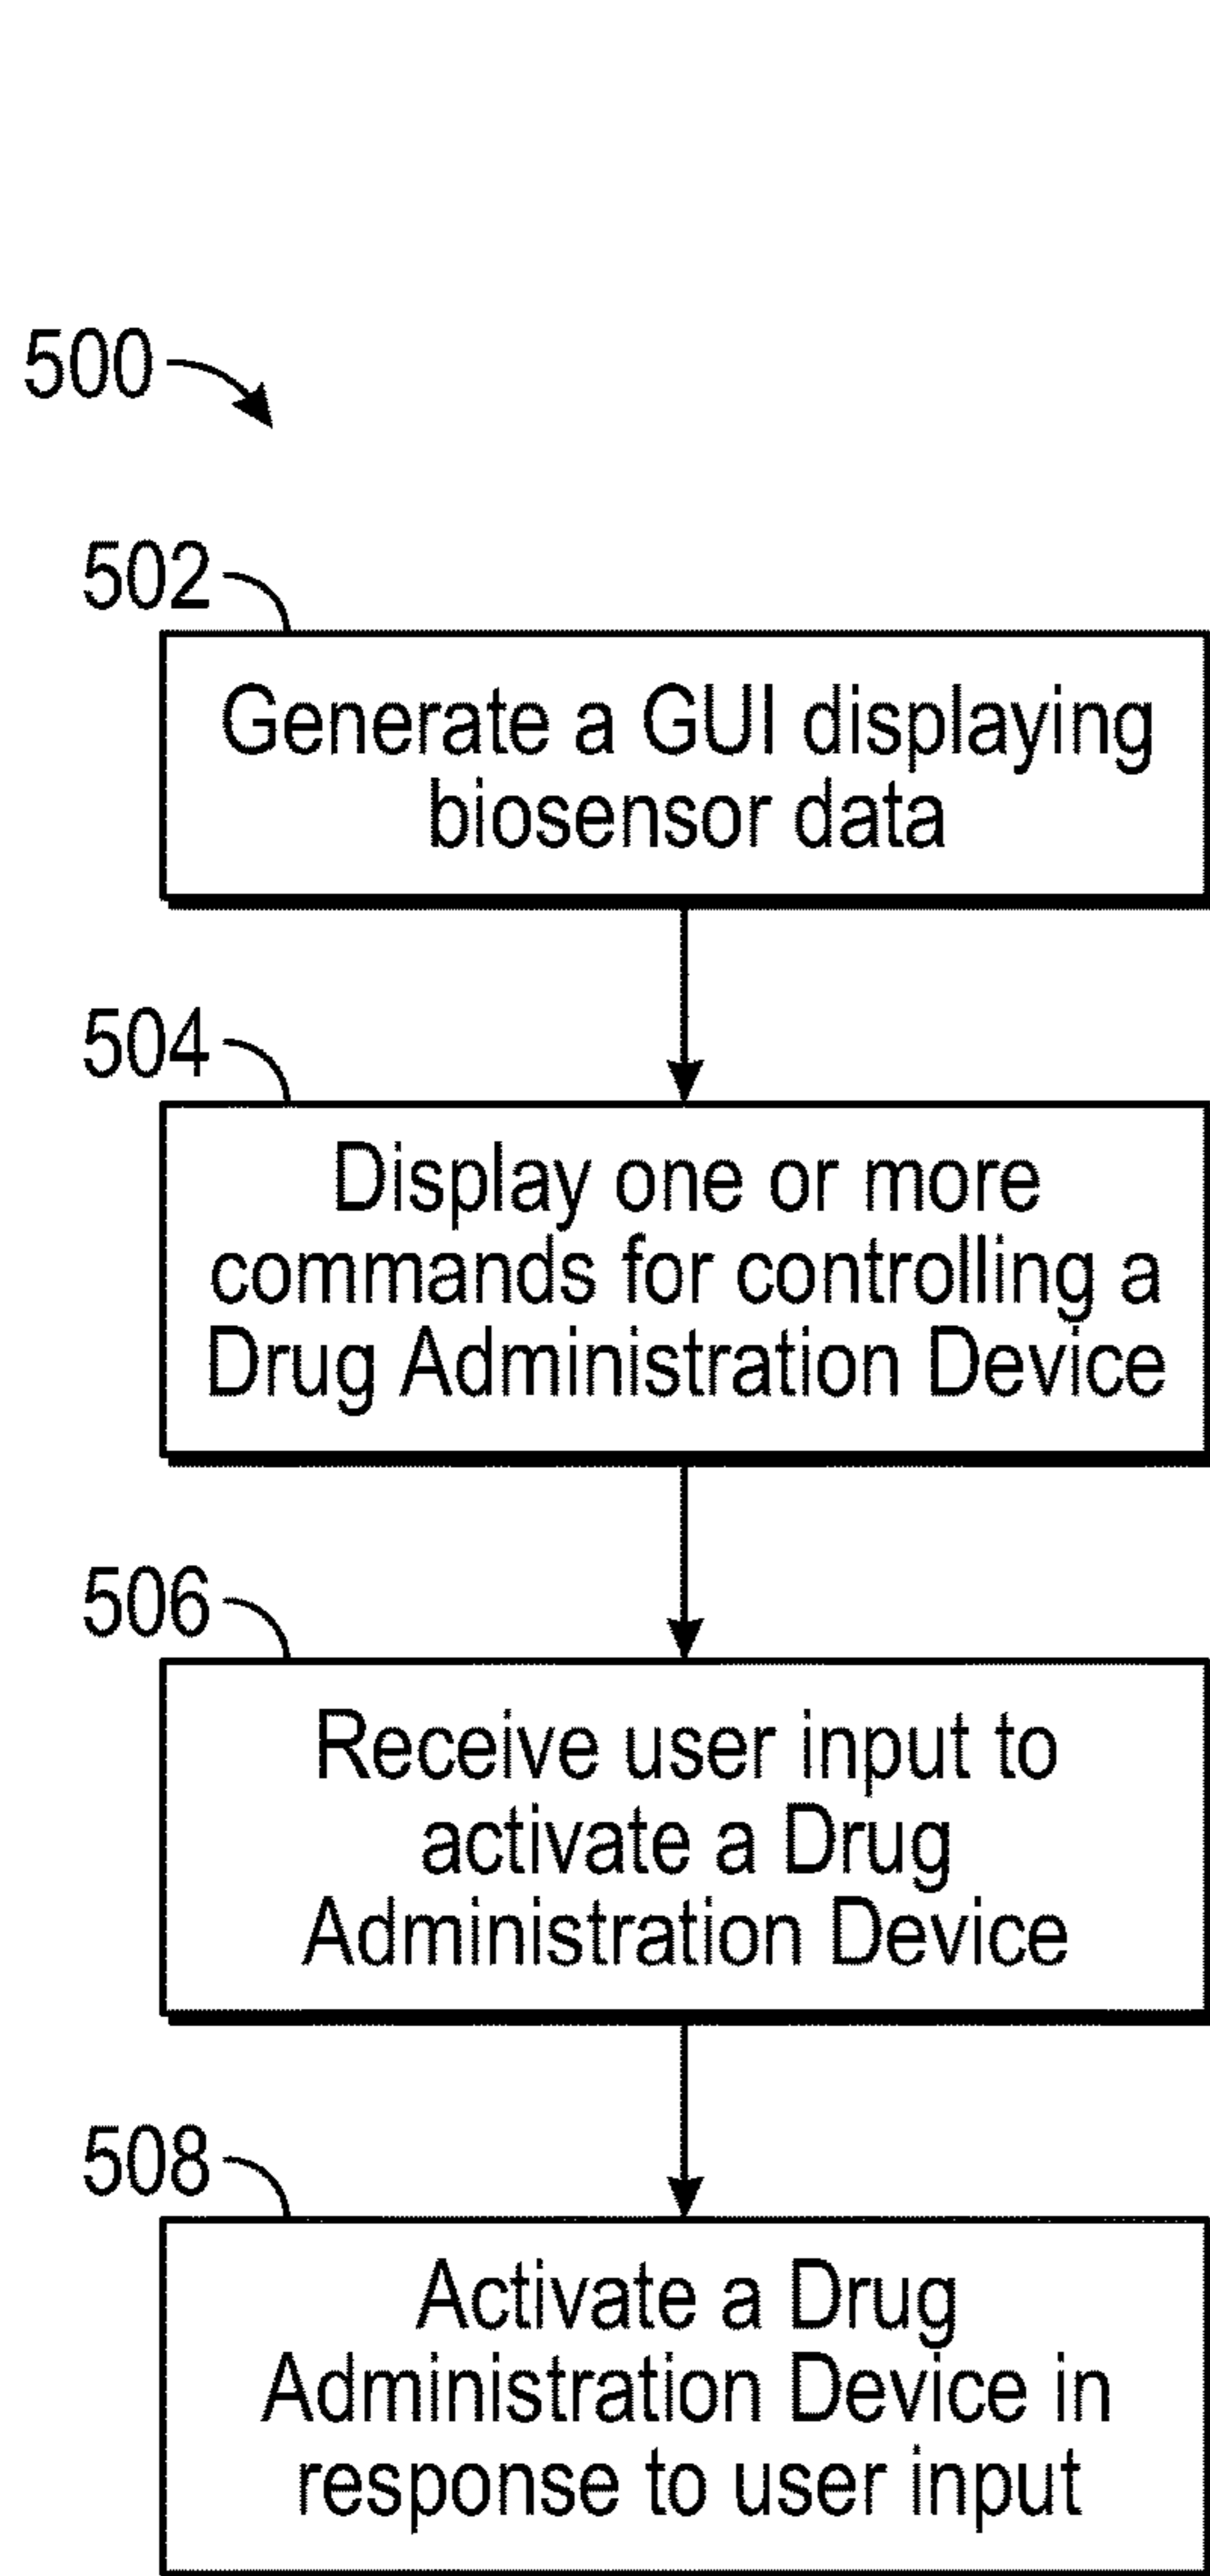 500
502
Generate a GUI displaying
biosensor data
504
Display one or more
commands for controlling a
Drug Administration Device
506
Receive user input to
activate a Drug
Administration Device
508
Activate a Drug
Administration Device in
response to user input